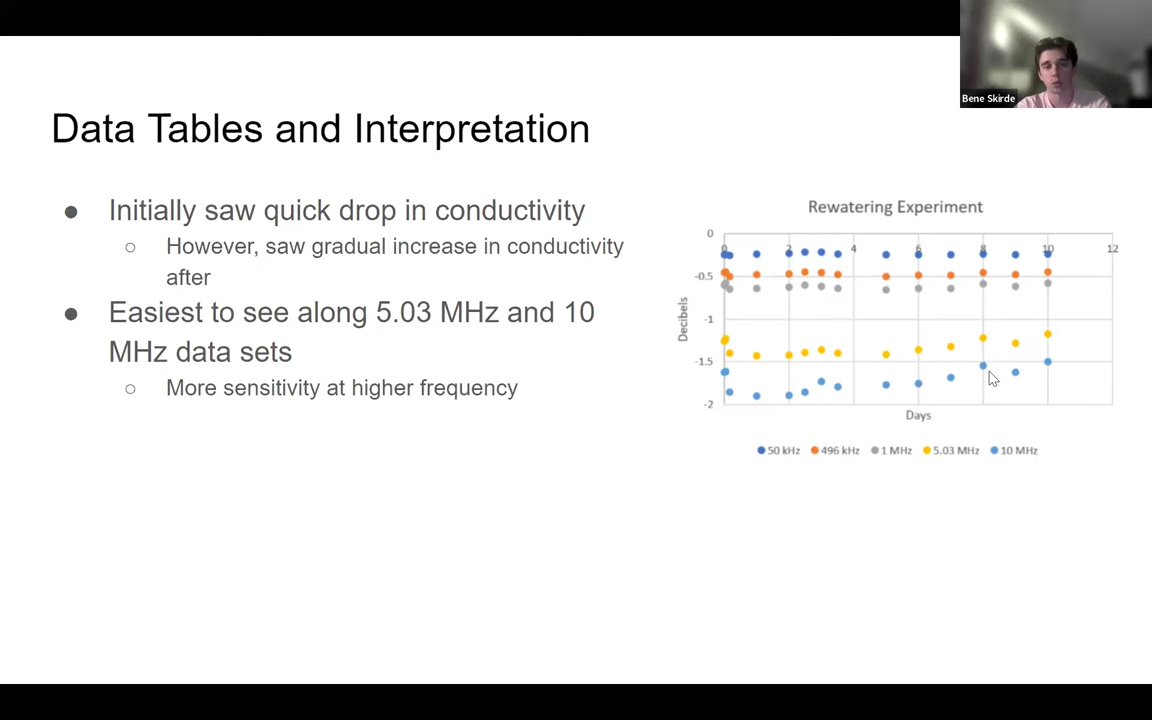 Bene Skirde
Data Tables and Interpretation
● Initially saw quick drop in conductivity
○ However, saw gradual increase in conductivity
after
● Easiest to see along 5.03 MHz and 10
MHz data sets
○ More sensitivity at higher frequency
Rewatering Experiment
0
0 2 4 6 8 10 12
-0.5
-1
-1.5
-2
Decibels
Days
50 kHz 496 kHz 1 MHz 5.03 MHz 10 MHz